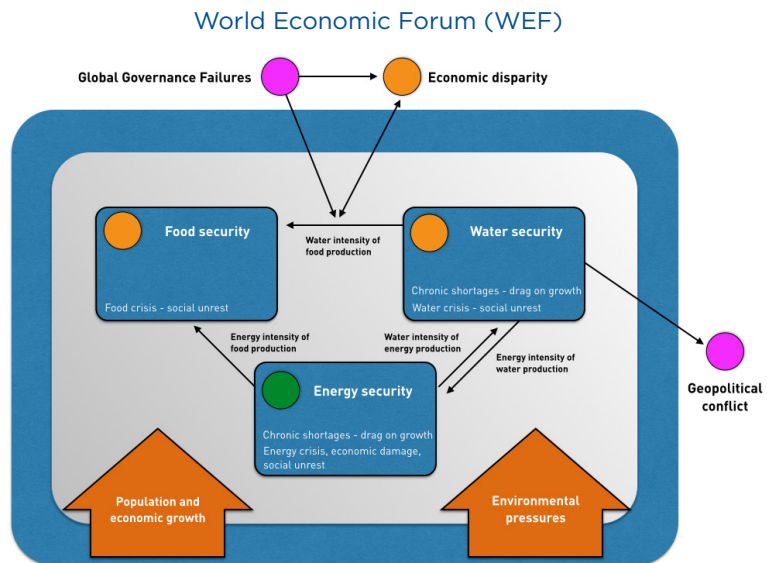 World Economic Forum (WEF)
Global Governance Failures
Economic disparity
Food security
Food crisis - social unrest
Water intensity of
food production
Water security
Chronic shortages - drag on growth
Water crisis - social unrest
Energy intensity of
food production
Water intensity of
energy production
Energy intensity of
water production
Geopolitical
conflict
Energy security
Chronic shortages - drag on growth
Energy crisis, economic damage,
social unrest
Population and
economic growth
Environmental
pressures